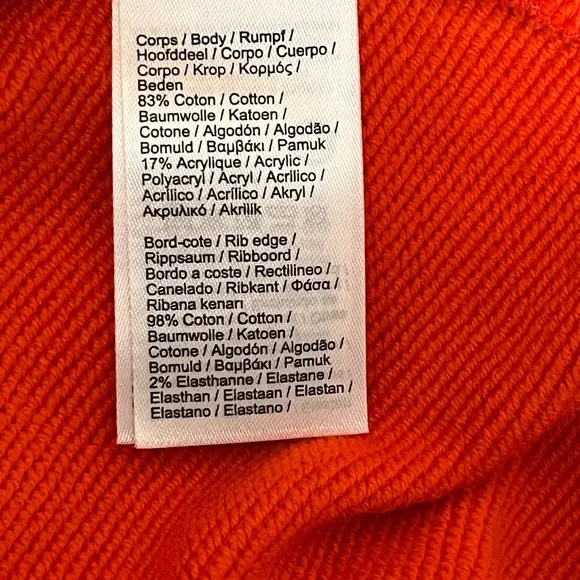 Corps / Body / Rumpf /
Hoofddeel / Corpo / Cuerpo /
Corpo / Krop / Κορμός /
Beden
83% Coton / Cotton /
Baumwolle / Katoen /
Cotone / Algodón / Algodão /
Bomuld / Βαμβάκι / Pamuk
17% Acrylique / Acrylic /
Polyacryl / Acryl / Acrilico /
Acrílico / Acrílico / Akryl /
Ακρυλικό / Akrilik
Bord-cote / Rib edge /
Rippsaum / Ribboord /
Bordo a coste / Rectilineo /
Canelado / Ribkant / Φάσα /
Ribana kenarı
98% Coton / Cotton /
Baumwolle / Katoen /
Cotone / Algodón / Algodão /
Bomuld / Βαμβάκι / Pamuk
2% Elasthanne / Elastane /
Elasthan / Elastaan / Elastan /
Elastano / Elastano /